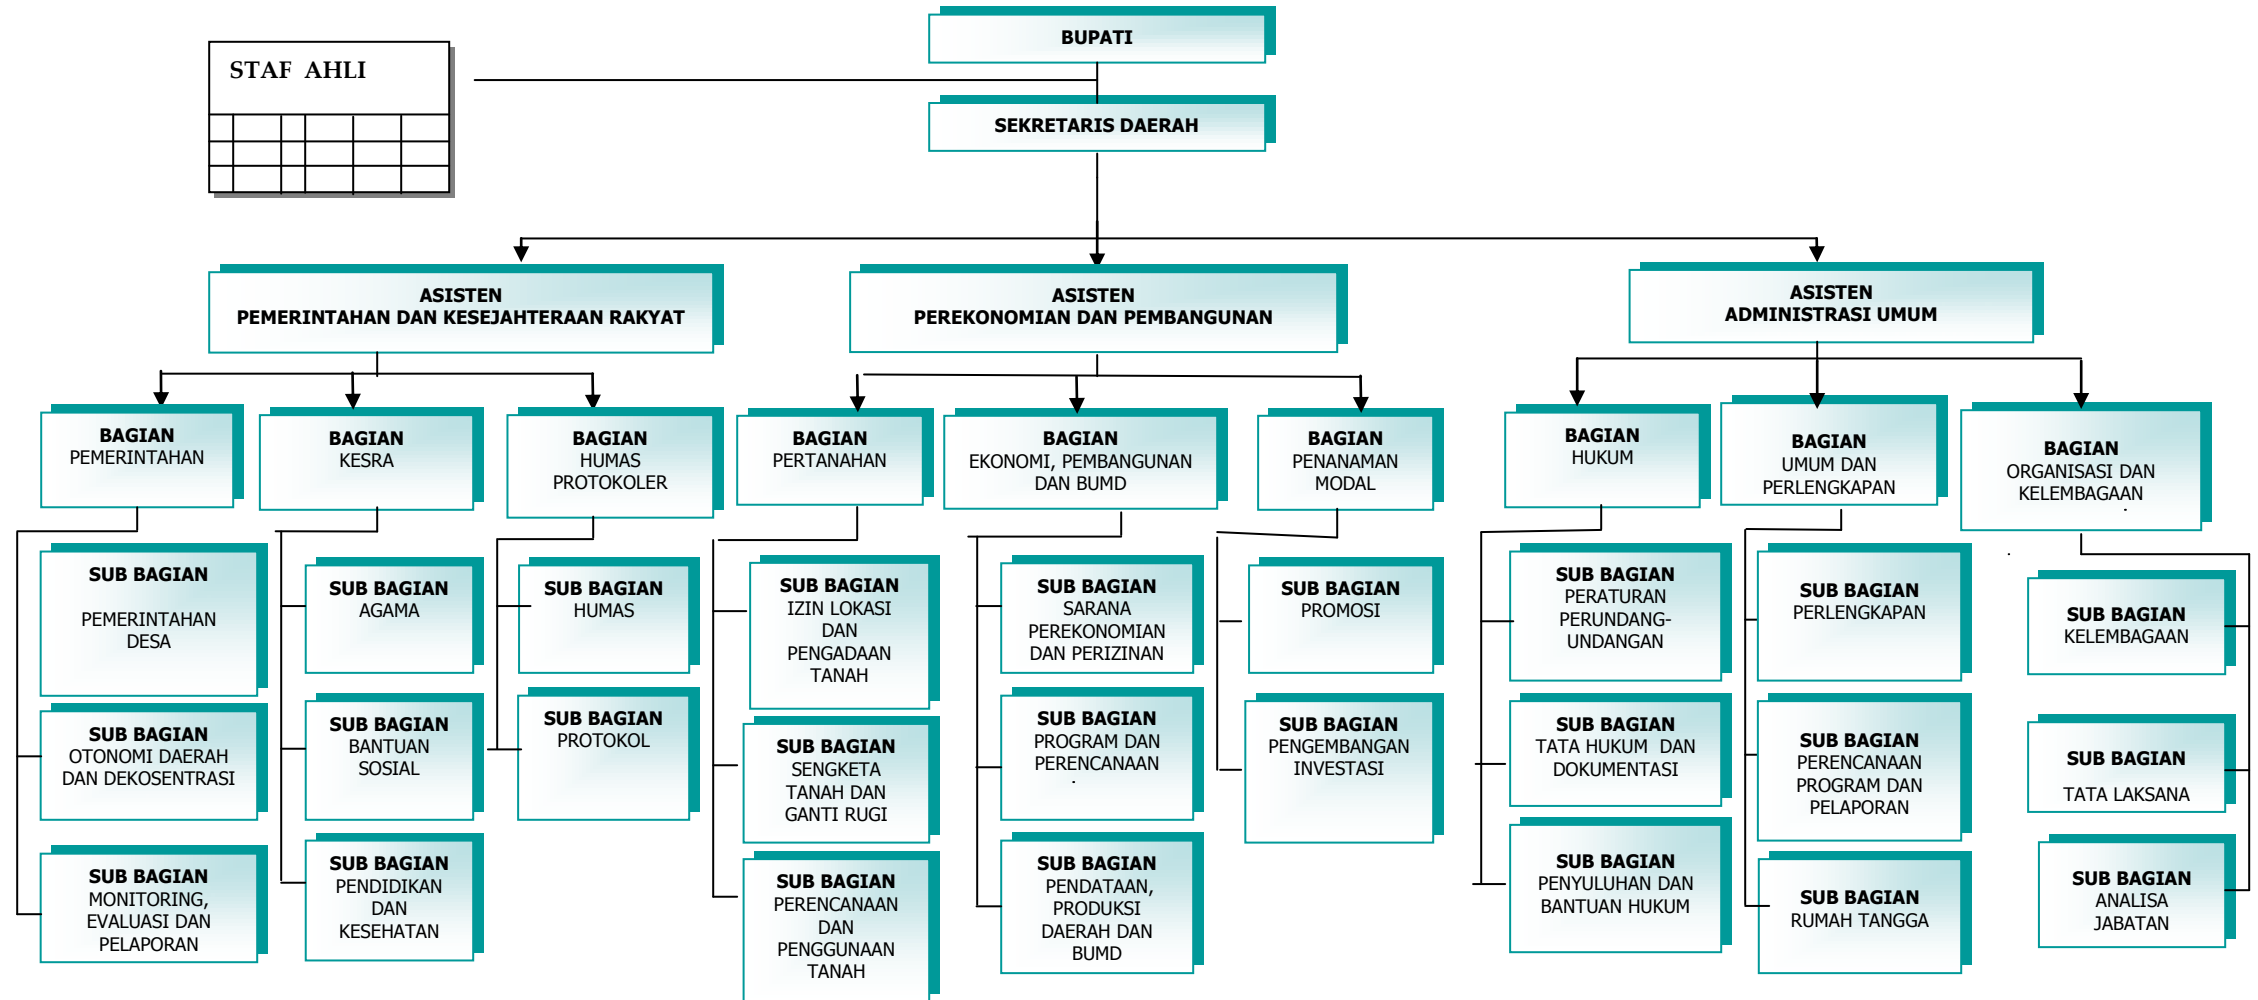 BUPATI
STAF AHLI
SEKRETARIS DAERAH
ASISTEN
PEMERINTAHAN DAN KESEJAHTERAAN RAKYAT
ASISTEN
PEREKONOMIAN DAN PEMBANGUNAN
ASISTEN
ADMINISTRASI UMUM
BAGIAN
PEMERINTAHAN
BAGIAN
KESRA
BAGIAN
HUMAS
PROTOKOLER
BAGIAN
PERTANAHAN
BAGIAN
EKONOMI, PEMBANGUNAN
DAN BUMD
BAGIAN
PENANAMAN
MODAL
BAGIAN
HUKUM
BAGIAN
UMUM DAN
PERLENGKAPAN
BAGIAN
ORGANISASI DAN
KELEMBAGAAN
SUB BAGIAN
PEMERINTAHAN
DESA
SUB BAGIAN
AGAMA
SUB BAGIAN
HUMAS
SUB BAGIAN
IZIN LOKASI
DAN
PENGADAAN
TANAH
SUB BAGIAN
SARANA
PEREKONOMIAN
DAN PERIZINAN
SUB BAGIAN
PROMOSI
SUB BAGIAN
PERATURAN
PERUNDANG-
UNDANGAN
SUB BAGIAN
PERLENGKAPAN
SUB BAGIAN
KELEMBAGAAN
SUB BAGIAN
OTONOMI DAERAH
DAN DEKOSENTRASI
SUB BAGIAN
BANTUAN
SOSIAL
SUB BAGIAN
PROTOKOL
SUB BAGIAN
SENGKETA
TANAH DAN
GANTI RUGI
SUB BAGIAN
PROGRAM DAN
PERENCANAAN
SUB BAGIAN
PENGEMBANGAN
INVESTASI
SUB BAGIAN
TATA HUKUM DAN
DOKUMENTASI
SUB BAGIAN
PERENCANAAN
PROGRAM DAN
PELAPORAN
SUB BAGIAN
TATA LAKSANA
SUB BAGIAN
MONITORING,
EVALUASI DAN
PELAPORAN
SUB BAGIAN
PENDIDIKAN
DAN
KESEHATAN
SUB BAGIAN
PERENCANAAN
DAN
PENGGUNAAN
TANAH
SUB BAGIAN
PENDATAAN,
PRODUKSI
DAERAH DAN
BUMD
SUB BAGIAN
PENYULUHAN DAN
BANTUAN HUKUM
SUB BAGIAN
RUMAH TANGGA
SUB BAGIAN
ANALISA
JABATAN